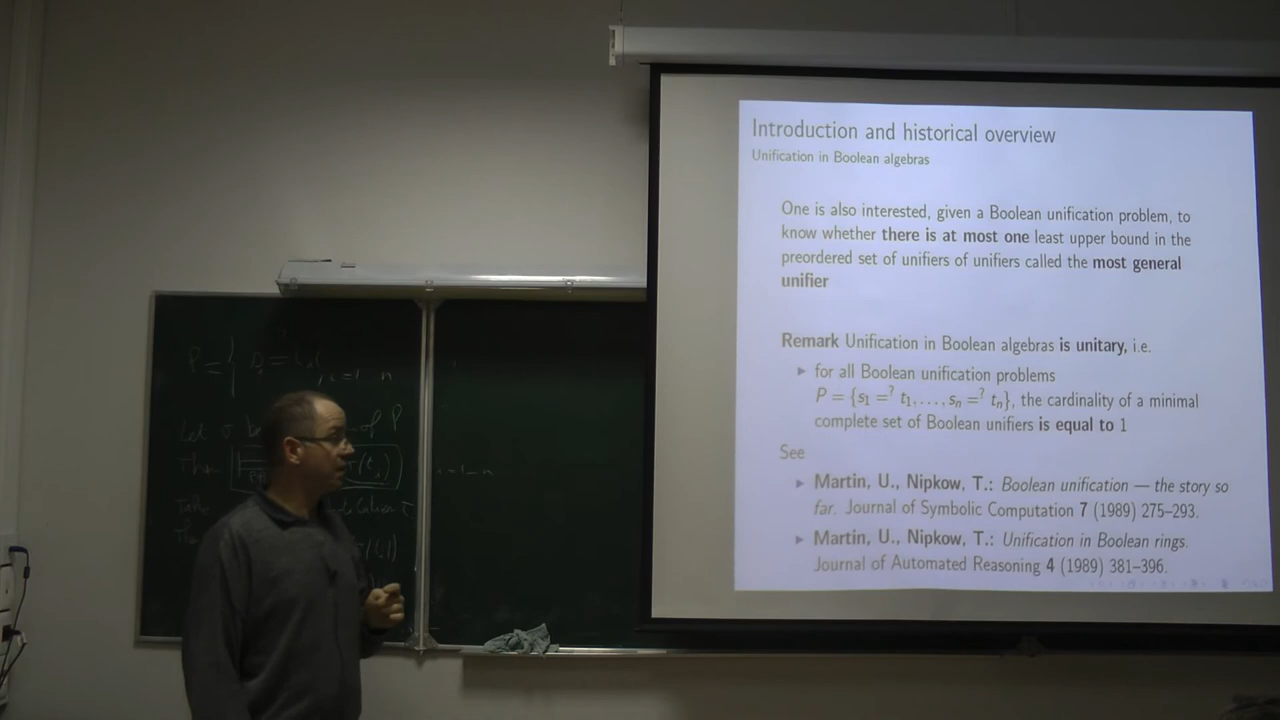 Introduction and historical overview
Unification in Boolean algebras
One is also interested, given a Boolean unification problem, to
know whether there is at most one least upper bound in the
preordered set of unifiers of unifiers called the most general
unifier
Remark Unification in Boolean algebras is unitary, i.e.
▶ for all Boolean unification problems
P = {s₁ =? t₁, . . . , sₙ =? tₙ}, the cardinality of a minimal
complete set of Boolean unifiers is equal to 1
See
▶ Martin, U., Nipkow, T.: Boolean unification — the story so
far. Journal of Symbolic Computation 7 (1989) 275–293.
▶ Martin, U., Nipkow, T.: Unification in Boolean rings.
Journal of Automated Reasoning 4 (1989) 381–396.
P = {
Let σ be of P